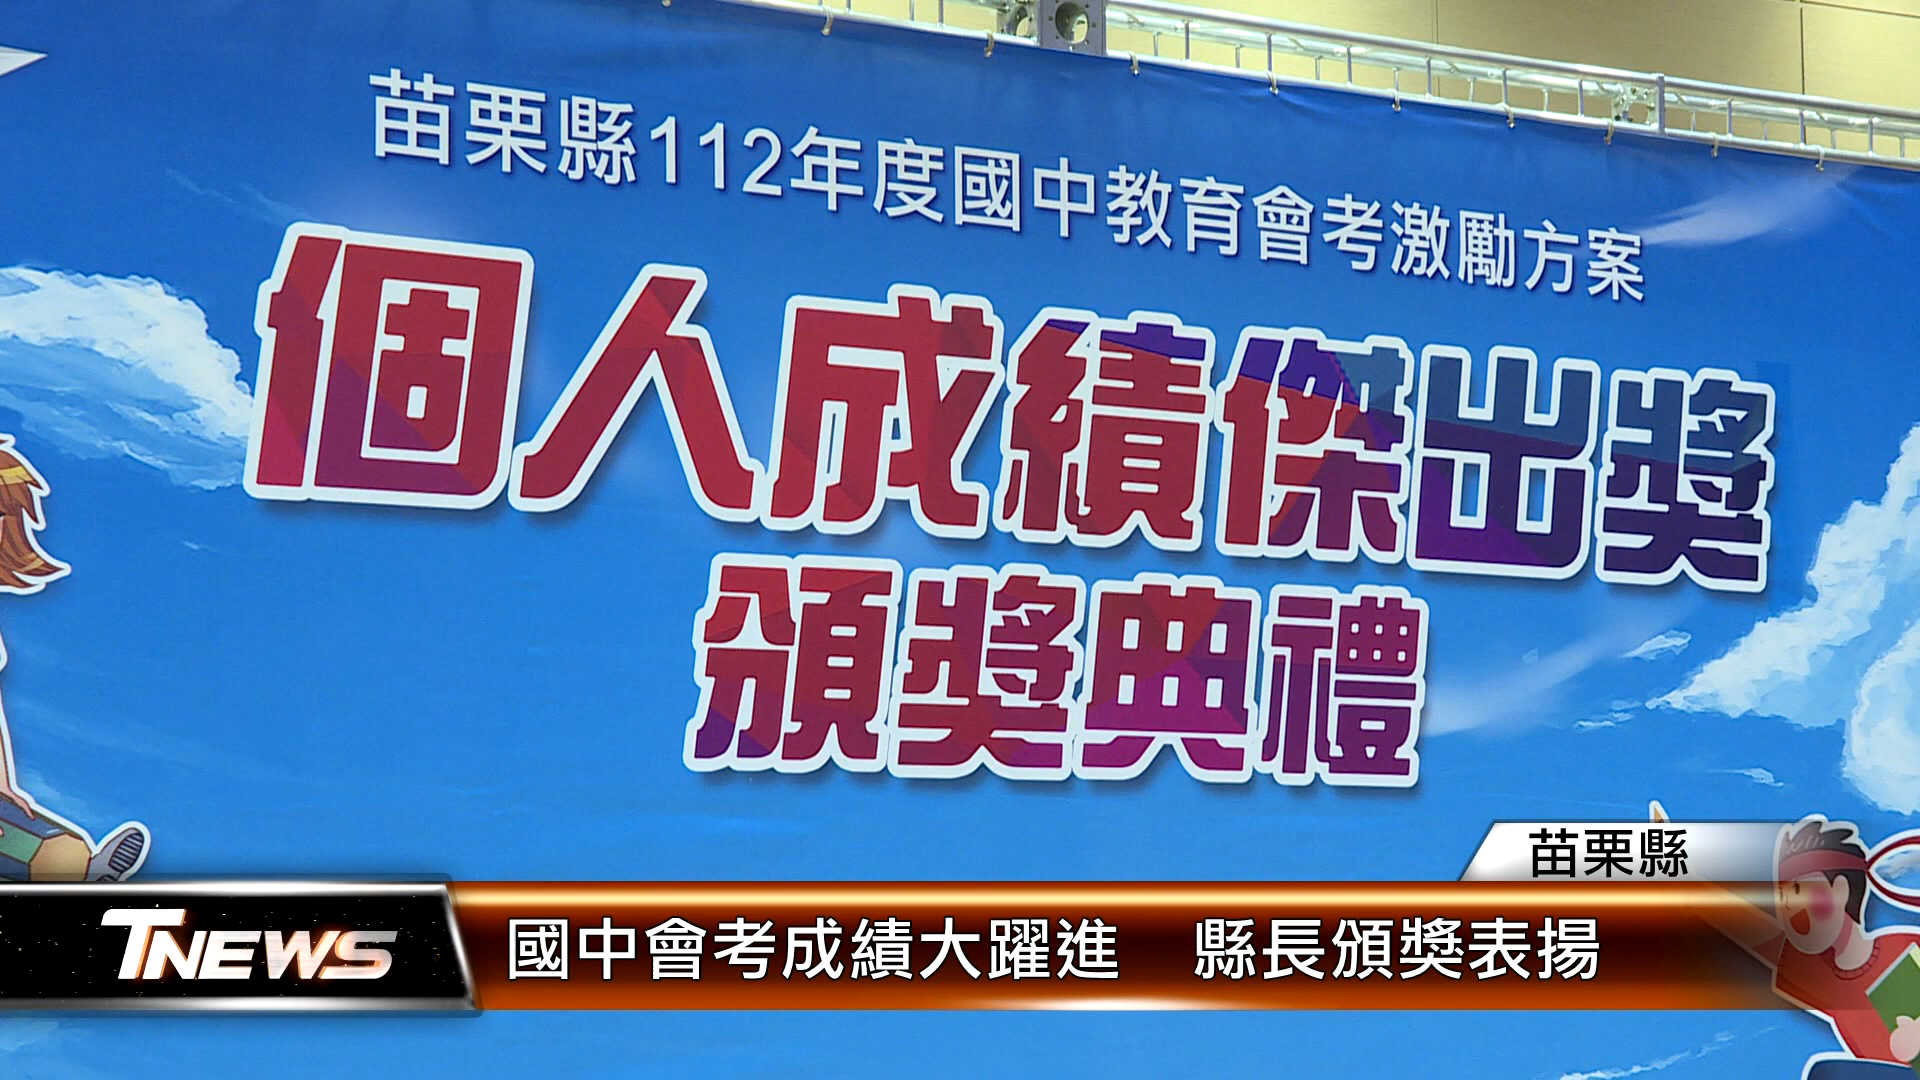 苗栗縣112年度國中教育會考激勵方案
個人成績傑出獎
頒獎典禮
苗栗縣
TNEWS
國中會考成績大躍進 縣長頒獎表揚